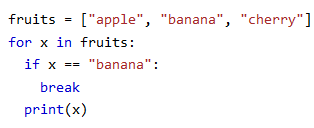 fruits = ["apple", "banana", "cherry"]
for x in fruits:
  if x == "banana":
    break
  print(x)